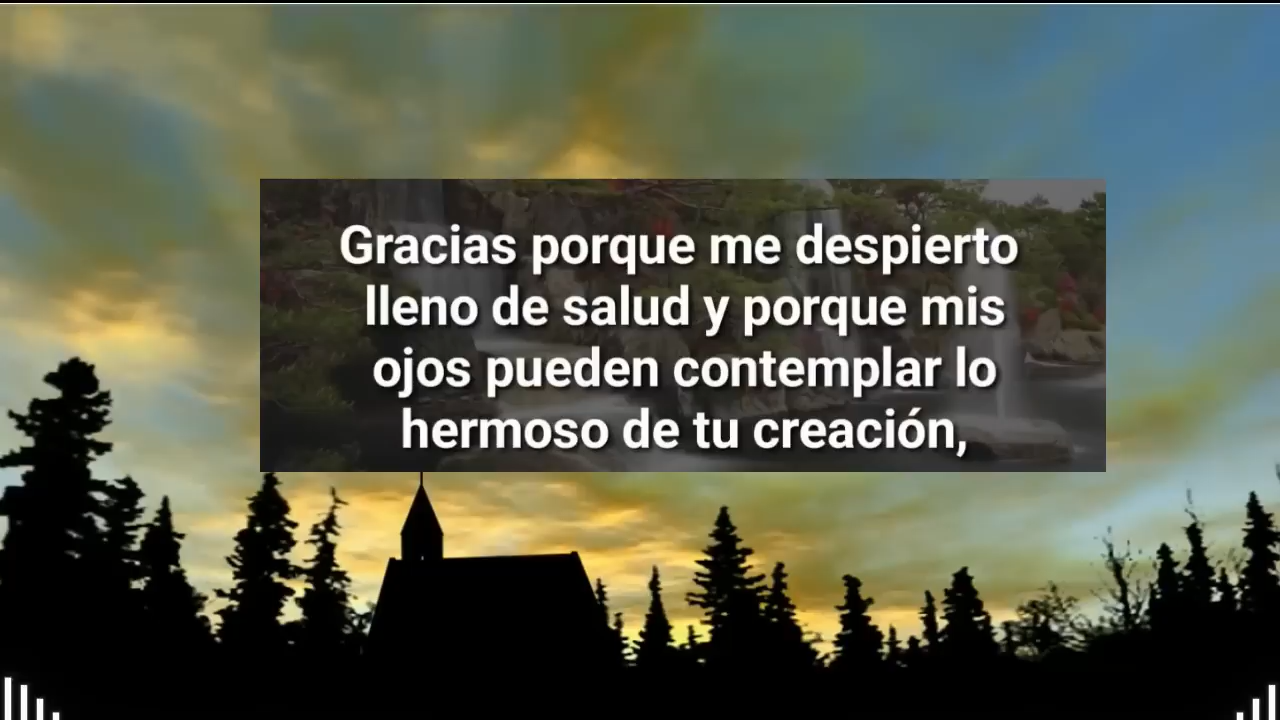 Gracias porque me despierto
lleno de salud y porque mis
ojos pueden contemplar lo
hermoso de tu creación,